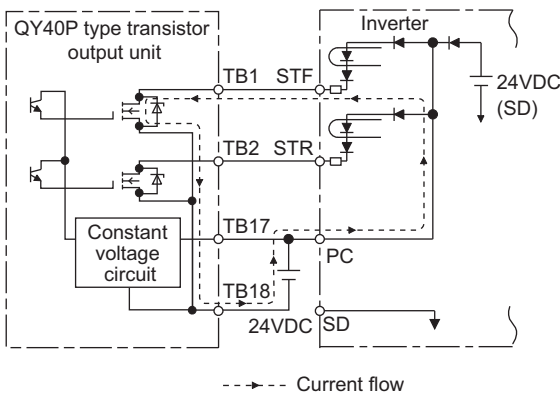 QY40P type transistor
output unit
Inverter
TB1 STF
24VDC
(SD)
TB2 STR
Constant
voltage
circuit
TB17
PC
TB18
24VDC SD
Current flow